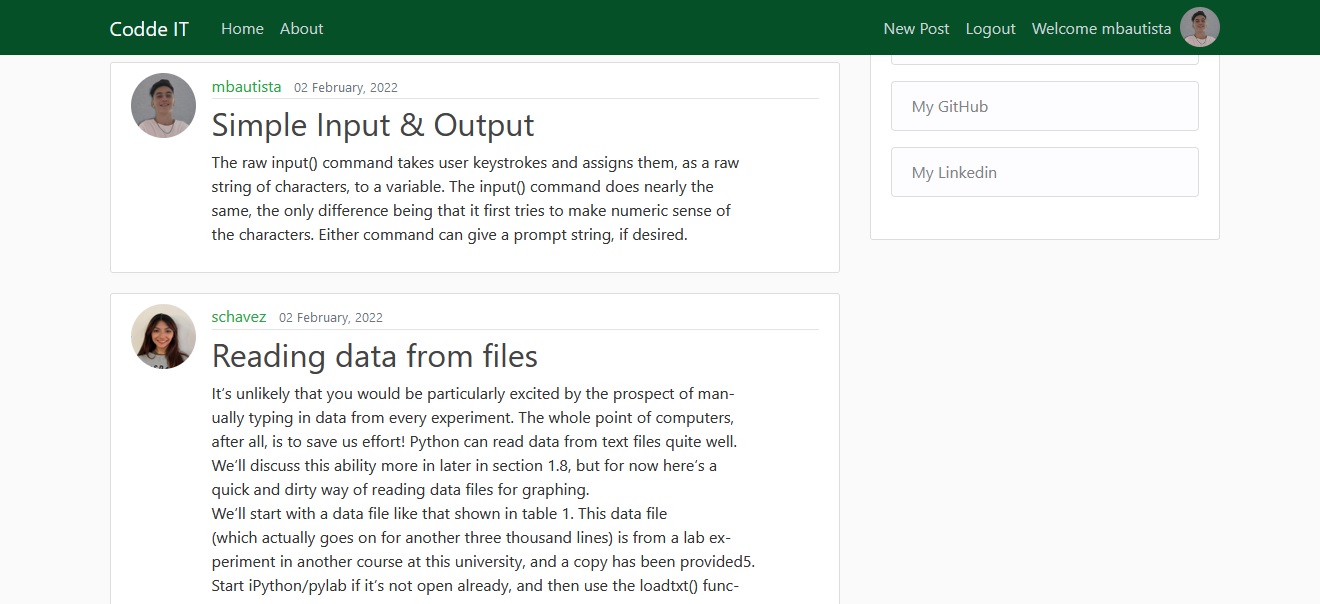 Codde IT Home About New Post Logout Welcome mbautista
mbautista 02 February, 2022
Simple Input & Output
The raw input() command takes user keystrokes and assigns them, as a raw
string of characters, to a variable. The input() command does nearly the
same, the only difference being that it first tries to make numeric sense of
the characters. Either command can give a prompt string, if desired.
My GitHub
My Linkedin
schavez 02 February, 2022
Reading data from files
It’s unlikely that you would be particularly excited by the prospect of man-
ually typing in data from every experiment. The whole point of computers,
after all, is to save us effort! Python can read data from text files quite well.
We’ll discuss this ability more in later in section 1.8, but for now here’s a
quick and dirty way of reading data files for graphing.
We’ll start with a data file like that shown in table 1. This data file
(which actually goes on for another three thousand lines) is from a lab ex-
periment in another course at this university, and a copy has been provided5.
Start iPython/pylab if it’s not open already, and then use the loadtxt() func-